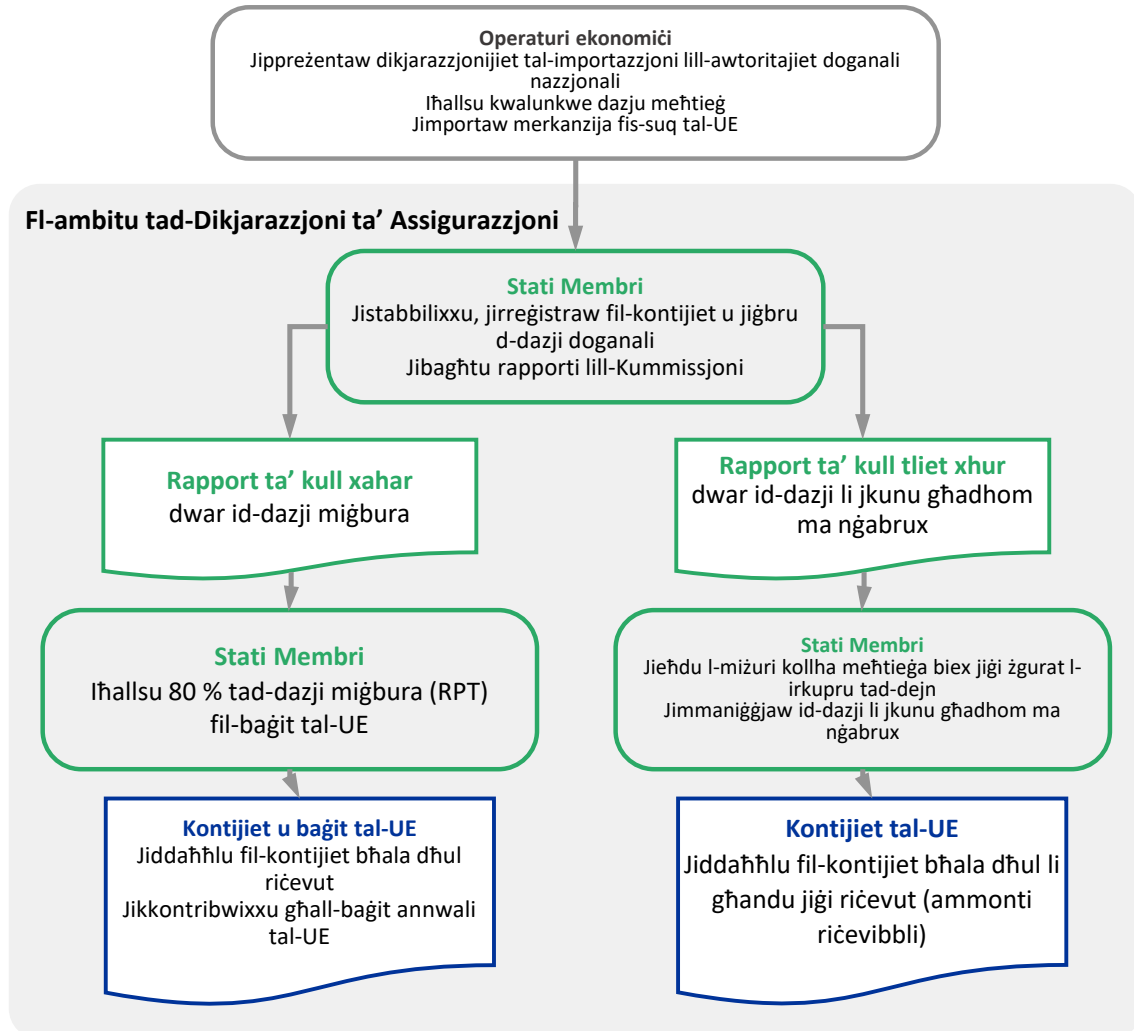 Operaturi ekonomiċi
Jippreżentaw dikjarazzjonijiet tal-importazzjoni lill-awtoritajiet doganali
nazzjonali
Iħallsu kwalunkwe dazju meħtieġ
Jimportaw merkanzija fis-suq tal-UE
Fl-ambitu tad-Dikjarazzjoni ta’ Assigurazzjoni
Stati Membri
Jistabbilixxu, jirreġistraw fil-kontijiet u jiġbru
d-dazji doganali
Jibagħtu rapporti lill-Kummissjoni
Rapport ta’ kull xahar
dwar id-dazji miġbura
Rapport ta’ kull tliet xhur
dwar id-dazji li jkunu għadhom
ma nġabrux
Stati Membri
Iħallsu 80 % tad-dazji miġbura (RPT)
fil-baġit tal-UE
Stati Membri
Jieħdu l-miżuri kollha meħtieġa biex jiġi żgurat l-
irkupru tad-dejn
Jimmaniġġjaw id-dazji li jkunu għadhom ma
nġabrux
Kontijiet u baġit tal-UE
Jiddaħħlu fil-kontijiet bħala dħul
riċevut
Jikkontribwixxu għall-baġit annwali
tal-UE
Kontijiet tal-UE
Jiddaħħlu fil-kontijiet bħala dħul li
għandu jiġi riċevut (ammonti
riċevibbli)